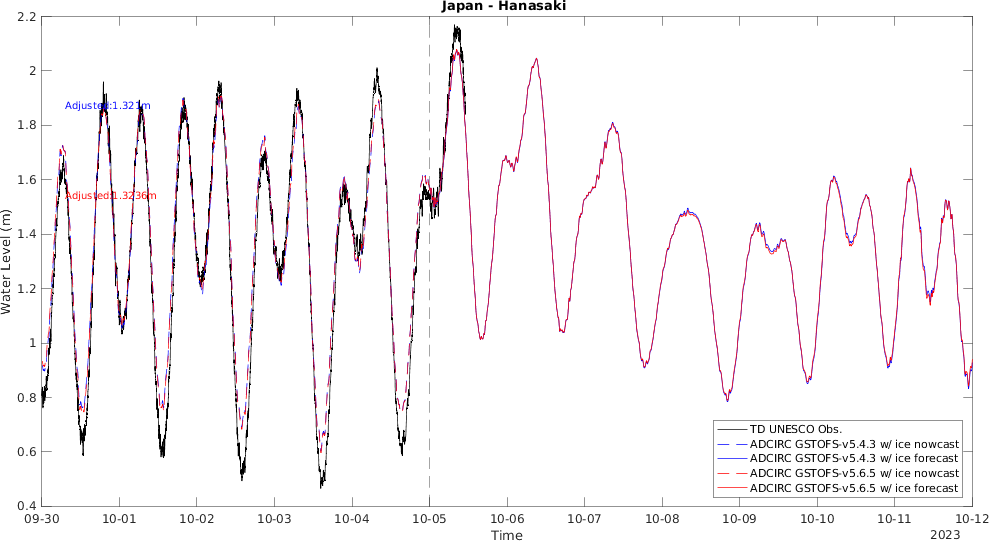 Japan - Hanasaki
2.2
2
1.8
1.6
1.4
1.2
1
0.8
0.6
0.4
Water Level (m)
Adjusted:1.321m
Adjusted:1.3236m
TD UNESCO Obs.
ADCIRC GSTOFS-v5.4.3 w/ ice nowcast
ADCIRC GSTOFS-v5.4.3 w/ ice forecast
ADCIRC GSTOFS-v5.6.5 w/ ice nowcast
ADCIRC GSTOFS-v5.6.5 w/ ice forecast
09-30 10-01 10-02 10-03 10-04 10-05 10-06 10-07 10-08 10-09 10-10 10-11 10-12
Time
2023